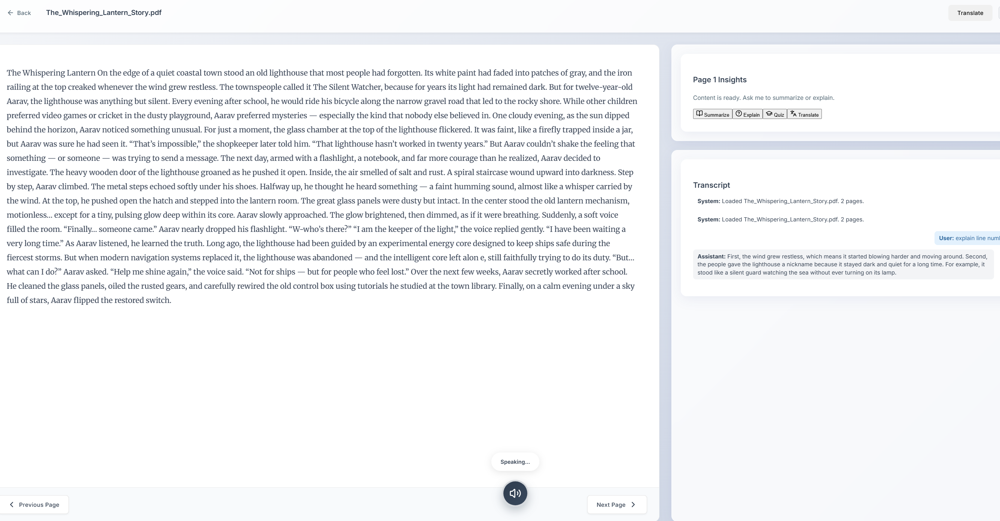 Back
The_Whispering_Lantern_Story.pdf
Translate
The Whispering Lantern On the edge of a quiet coastal town stood an old lighthouse that most people had forgotten. Its white paint had faded into patches of gray, and the iron
railing at the top creaked whenever the wind grew restless. The townspeople called it The Silent Watcher, because for years its light had remained dark. But for twelve-year-old
Aarav, the lighthouse was anything but silent. Every evening after school, he would ride his bicycle along the narrow gravel road that led to the rocky shore. While other children
preferred video games or cricket in the dusty playground, Aarav preferred mysteries — especially the kind that nobody else believed in. One cloudy evening, as the sun dipped
behind the horizon, Aarav noticed something unusual. For just a moment, the glass chamber at the top of the lighthouse flickered. It was faint, like a firefly trapped inside a jar,
but Aarav was sure he had seen it. “That’s impossible,” the shopkeeper later told him. “That lighthouse hasn’t worked in twenty years.” But Aarav couldn’t shake the feeling that
something — or someone — was trying to send a message. The next day, armed with a flashlight, a notebook, and far more courage than he realized, Aarav decided to
investigate. The heavy wooden door of the lighthouse groaned as he pushed it open. Inside, the air smelled of salt and rust. A spiral staircase wound upward into darkness. Step
by step, Aarav climbed. The metal steps echoed softly under his shoes. Halfway up, he thought he heard something — a faint humming sound, almost like a whisper carried by
the wind. At the top, he pushed open the hatch and stepped into the lantern room. The great glass panels were dusty but intact. In the center stood the old lantern mechanism,
motionless… except for a tiny, pulsing glow deep within its core. Aarav slowly approached. The glow brightened, then dimmed, as if it were breathing. Suddenly, a soft voice
filled the room. “Finally… someone came.” Aarav nearly dropped his flashlight. “W-who’s there?” “I am the keeper of the light,” the voice replied gently. “I have been waiting a
very long time.” As Aarav listened, he learned the truth. Long ago, the lighthouse had been guided by an experimental energy core designed to keep ships safe during the
fiercest storms. But when modern navigation systems replaced it, the lighthouse was abandoned — and the intelligent core left alon e, still faithfully trying to do its duty. “But…
what can I do?” Aarav asked. “Help me shine again,” the voice said. “Not for ships — but for people who feel lost.” Over the next few weeks, Aarav secretly worked after school.
He cleaned the glass panels, oiled the rusted gears, and carefully rewired the old control box using tutorials he studied at the town library. Finally, on a calm evening under a sky
full of stars, Aarav flipped the restored switch.
Speaking...
Previous Page
Next Page
Page 1 Insights
Content is ready. Ask me to summarize or explain.
Summarize Explain Quiz Translate
Transcript
System: Loaded The_Whispering_Lantern_Story.pdf. 2 pages.
System: Loaded The_Whispering_Lantern_Story.pdf. 2 pages.
User: explain line
Assistant: First, the wind grew restless, which means it started blowing harder and moving around. Second,
the people gave the lighthouse a nickname because it stayed dark and quiet for a long time. For example, it
stood like a silent guard watching the sea without ever turning on its lamp.